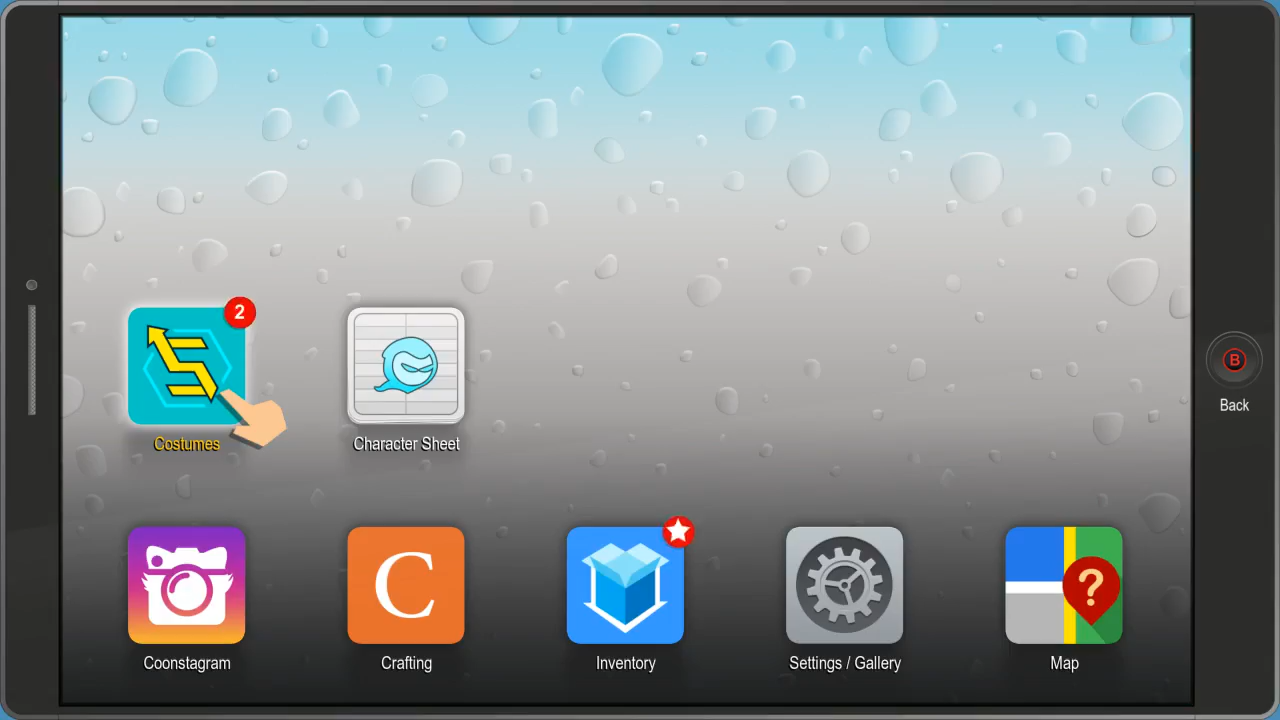 2
Costumes
Character Sheet
B
Back
C
?
Coonstagram
Crafting
Inventory
Settings / Gallery
Map